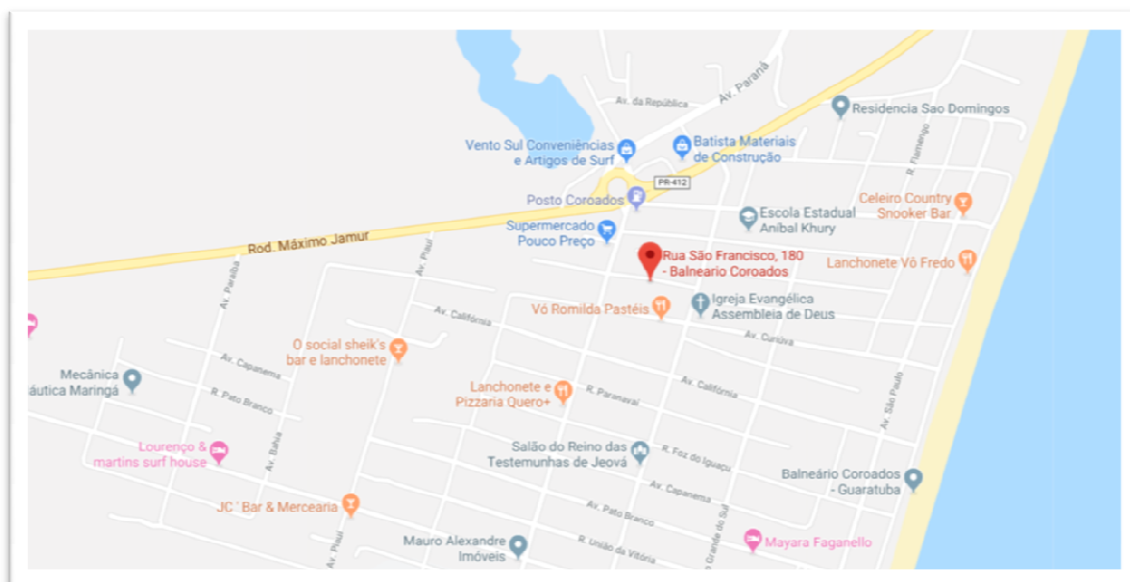 Av. Paraná
Av. da República
Residencia Sao Domingos
Vento Sul Conveniências
e Artigos de Surf
Batista Materiais
de Construção
R. Flamengo
PR-412
Posto Coroados
Celeiro Country
Snooker Bar
Escola Estadual
Aníbal Khury
Supermercado
Pouco Preço
Rod. Máximo Jamur
Av. Piauí
Rua São Francisco, 180
- Balneario Coroados
Lanchonete Vô Fredo
Av. Paraíba
Vó Romilda Pastéis
Igreja Evangélica
Assembleia de Deus
Av. Califórnia
Av. Curiúva
O social sheik's
bar e lanchonete
Av. Capanema
Mecânica
áutica Maringá
R. Pato Branco
Lanchonete e
Pizzaria Quero+
Av. Califórnia
R. Paranavaí
Av. São Paulo
Lourenço &
martins surf house
Av. Bahia
Salão do Reino das
Testemunhas de Jeová
R. Foz do Iguaçu
Balneário Coroados
- Guaratuba
Av. Capanema
JC ' Bar & Mercearia
Av. Pato Branco
Av. Piauí
Mauro Alexandre
Imóveis
R. União da Vitória
o Grande do Sul
Mayara Faganello